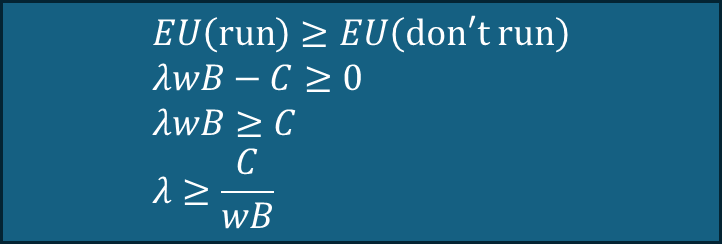 EU(run) ≥ EU(don′t run)
λwB − C ≥ 0
λwB ≥ C
λ ≥ C/wB